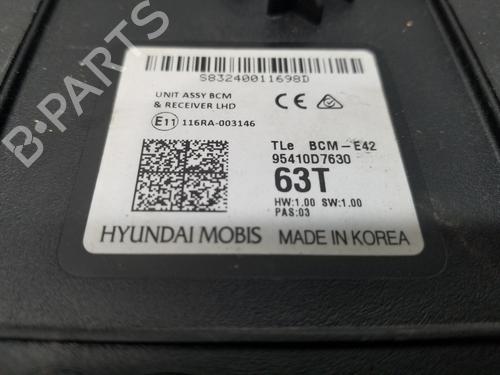 S83240011698D
UNIT ASSY BCM
& RECEIVER LHD
CE
E11 116RA-003146
TLe BCM-E42
95410D7630
63T
HW:1.00 SW:1.00
PAS:03
HYUNDAI MOBIS MADE IN KOREA
B-PARTS